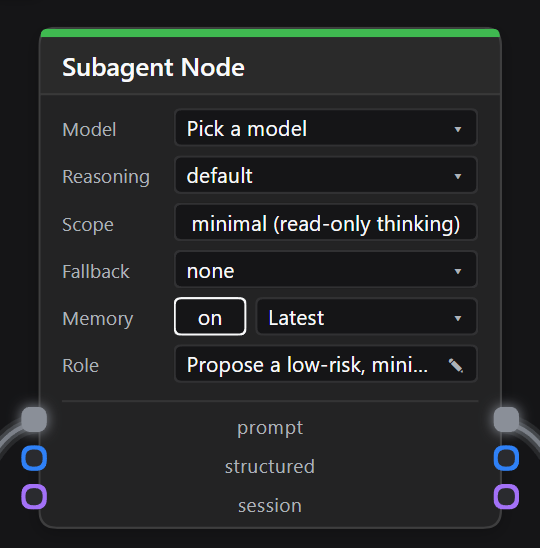 Subagent Node
Model Pick a model
Reasoning default
Scope minimal (read-only thinking)
Fallback none
Memory on Latest
Role Propose a low-risk, mini...
prompt
structured
session